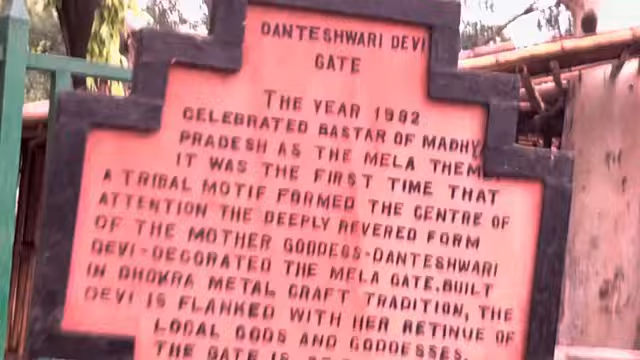 DANTESHWARI DEVI
GATE
THE YEAR 1992
CELEBRATED BASTAR OF MADHY
PRADESH AS THE MELA THEM
IT WAS THE FIRST TIME THAT
A TRIBAL MOTIF FORMED THE CENTRE OF
ATTENTION THE DEEPLY REVERED FORM
OF THE MOTHER GODDESS-DANTESHWARI
DEVI-DECORATED THE MELA GATE.BUILT
IN DHOKRA METAL CRAFT TRADITION, THE
DEVI IS FLANKED WITH HER RETINUE OF
LOCAL GODS AND GODDESSES.
THE GATE IS